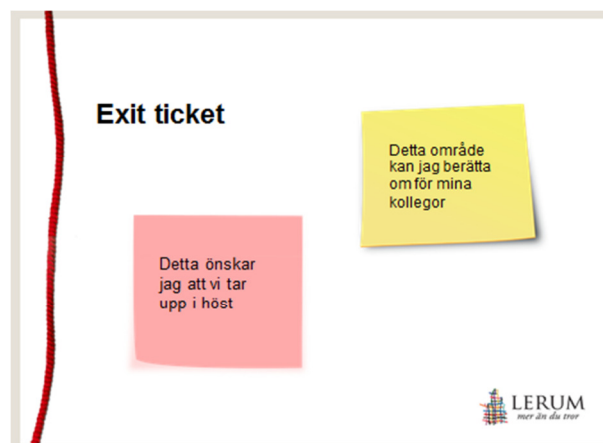 Exit ticket
Detta område
kan jag berätta
om för mina
kollegor
Detta önskar
jag att vi tar
upp i höst
LERUM
mer än du tror